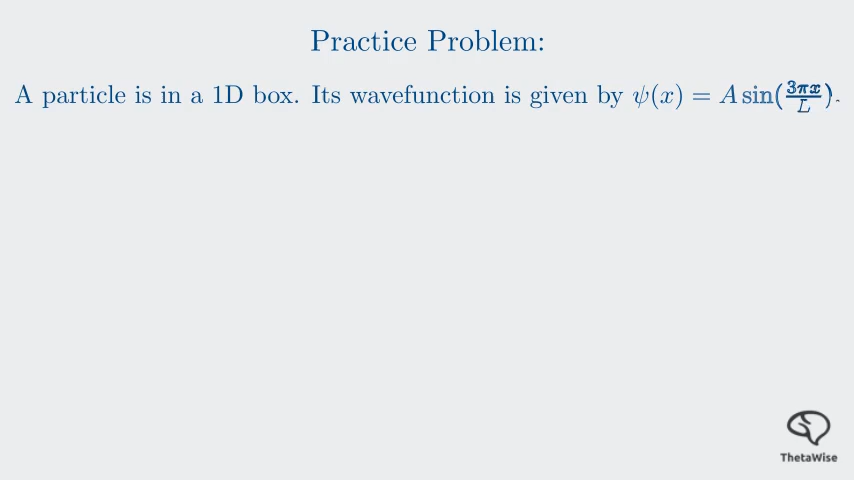 Practice Problem:
A particle is in a 1D box. Its wavefunction is given by ψ(x) = A sin(3πx/L).
ThetaWise